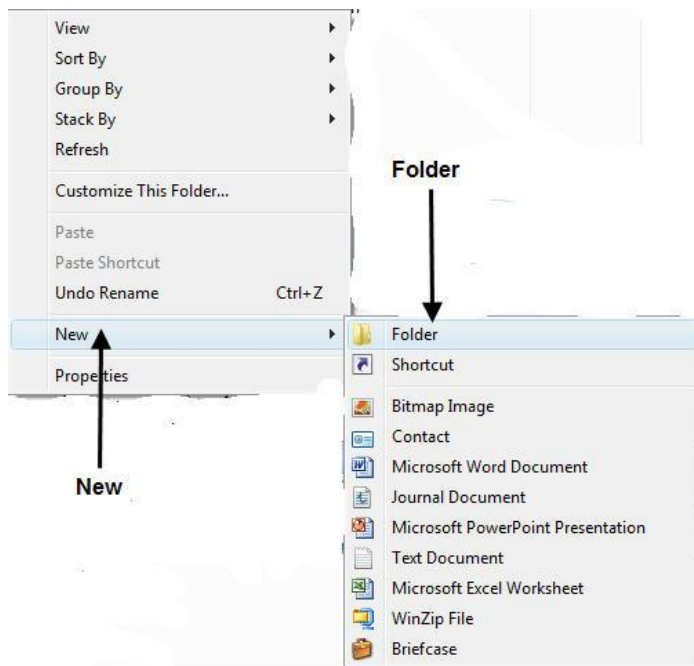 View
Sort By
Group By
Stack By
Refresh
Customize This Folder...
Paste
Paste Shortcut
Undo Rename Ctrl+Z
New
Properties
New
Folder
Folder
Shortcut
Bitmap Image
Contact
Microsoft Word Document
Journal Document
Microsoft PowerPoint Presentation
Text Document
Microsoft Excel Worksheet
WinZip File
Briefcase